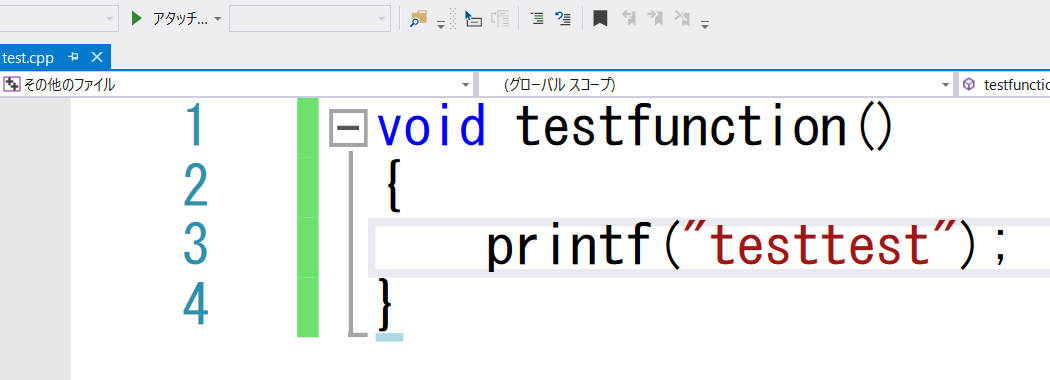 アタッチ...
test.cpp
その他のファイル
(グローバル スコープ)
testfunctio
1 void testfunction()
2 {
3 printf("testtest");
4 }